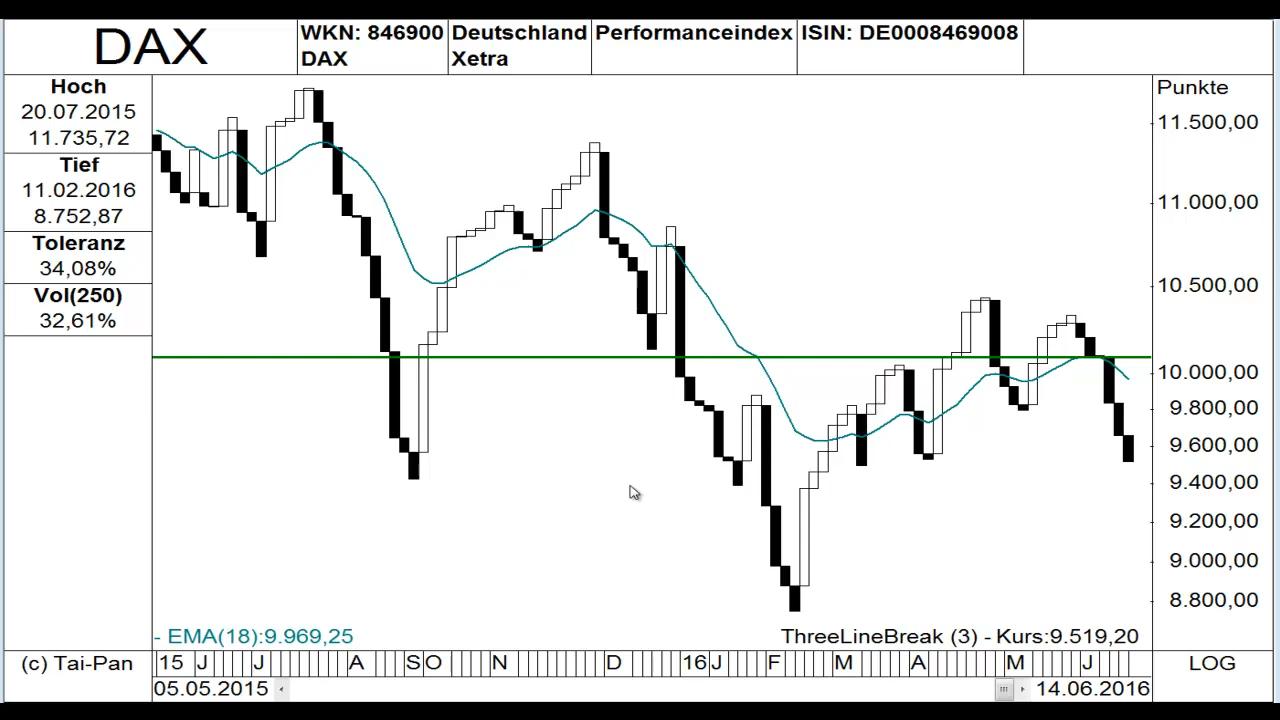 DAX
WKN: 846900
DAX
Deutschland
Xetra
Performanceindex
ISIN: DE0008469008
Hoch
20.07.2015
11.735,72
Tief
11.02.2016
8.752,87
Toleranz
34,08%
Vol(250)
32,61%
Punkte
11.500,00
11.000,00
10.500,00
10.000,00
9.800,00
9.600,00
9.400,00
9.200,00
9.000,00
8.800,00
- EMA(18):9.969,25
ThreeLineBreak (3) - Kurs:9.519,20
(c) Tai-Pan
15 J J A S O N D 16 J F M A M J
LOG
05.05.2015
14.06.2016